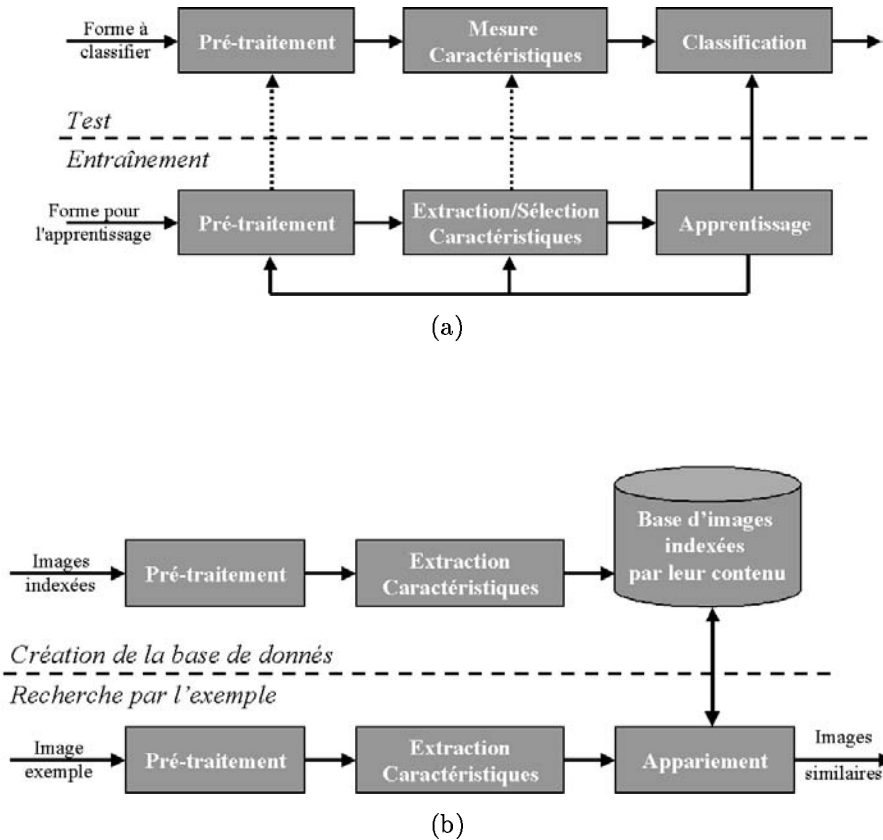 Forme à
classifier
Pré-traitement
Mesure
Caractéristiques
Classification
Test
Entraînement
Forme pour
l'apprentissage
Pré-traitement
Extraction/Sélection
Caractéristiques
Apprentissage
(a)
Base d'images
indexées
par leur contenu
Images
indexées
Pré-traitement
Extraction
Caractéristiques
Création de la base de donnés
Recherche par l'exemple
Image
exemple
Pré-traitement
Extraction
Caractéristiques
Appariement
Images
similaires
(b)